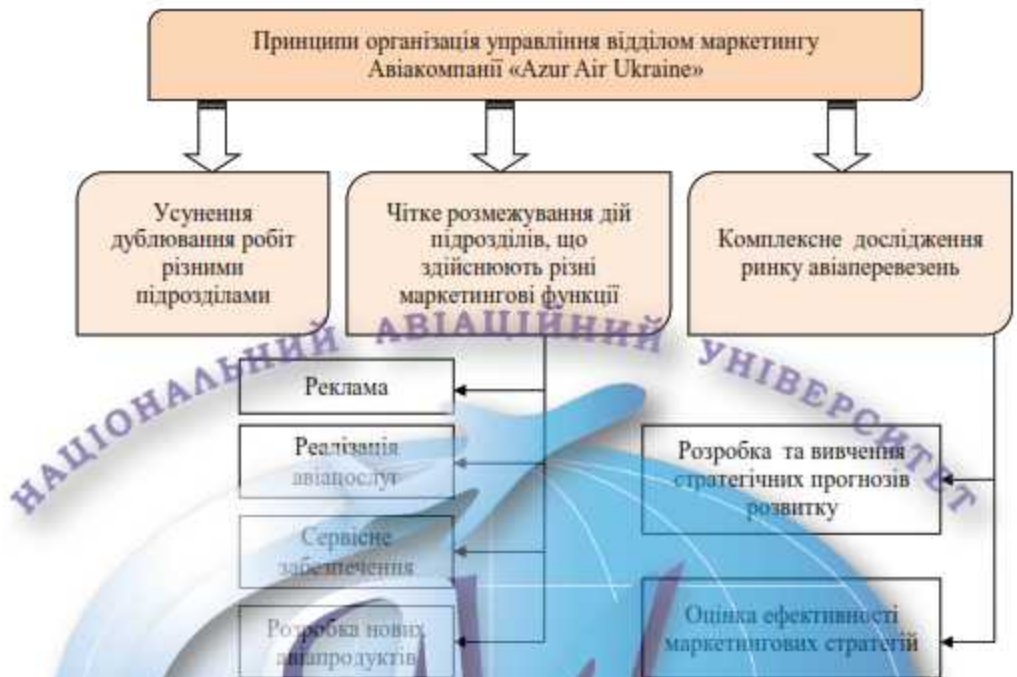 Принципи організація управління відділом маркетингу
Авіакомпанії «Azur Air Ukraine»
Усунення
дублювання робіт
різними
підрозділами
Чітке розмежування дій
підрозділів, що
здійснюють різні
маркетингові функції
Комплексне дослідження
ринку авіаперевезень
НАЦІОНАЛЬНИЙ АВІАЦІЙНИЙ УНІВЕРСИТЕТ
Реклама
Реалізація
авіапослуг
Сервісне
забезпечення
Розробка нових
авіапродуктів
Розробка та вивчення
стратегічних прогнозів
розвитку
Оцінка ефективності
маркетингових стратегій